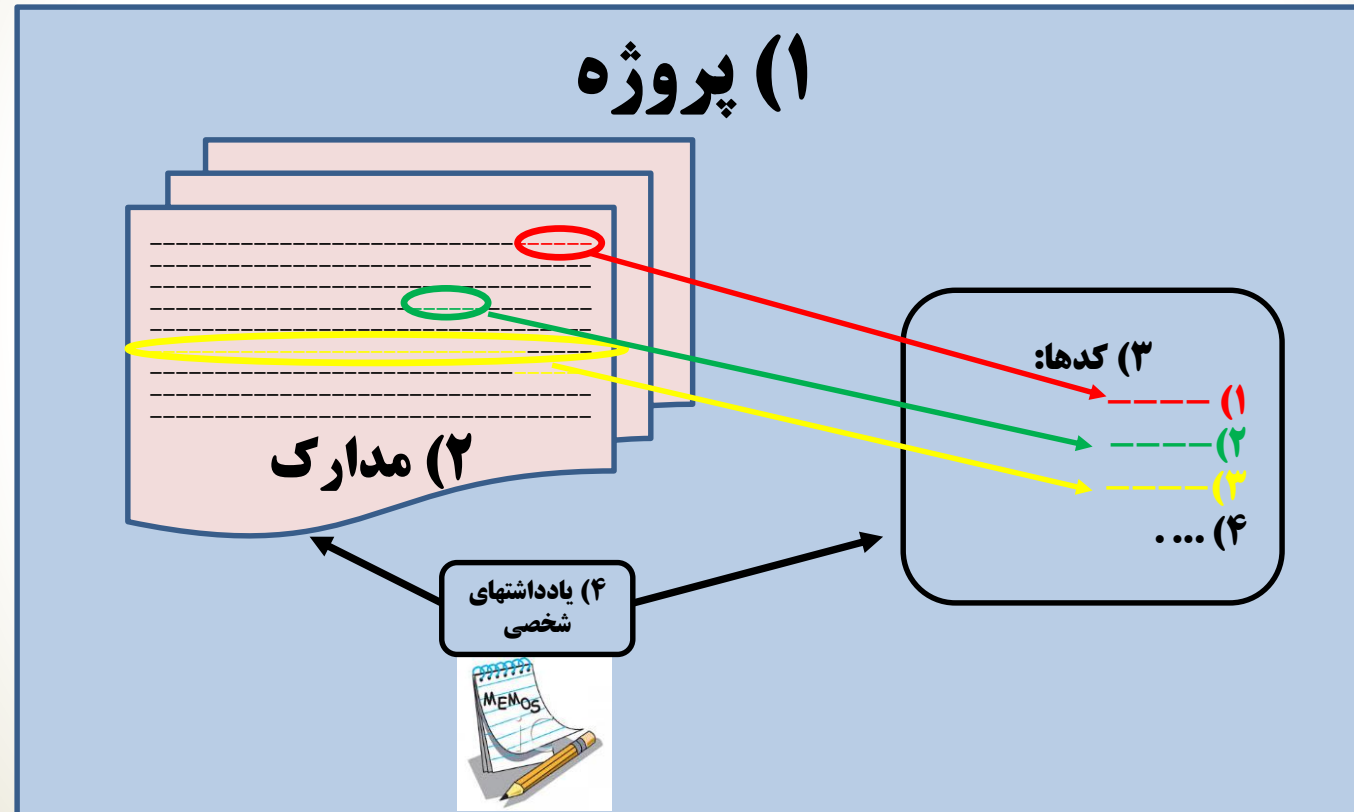 ۱) پروژه
۲) مدارک
۳) کدها:
۱) ----
۲) ----
۳) ----
۴) ... .
۴) یادداشتهای
شخصی
MEMOS